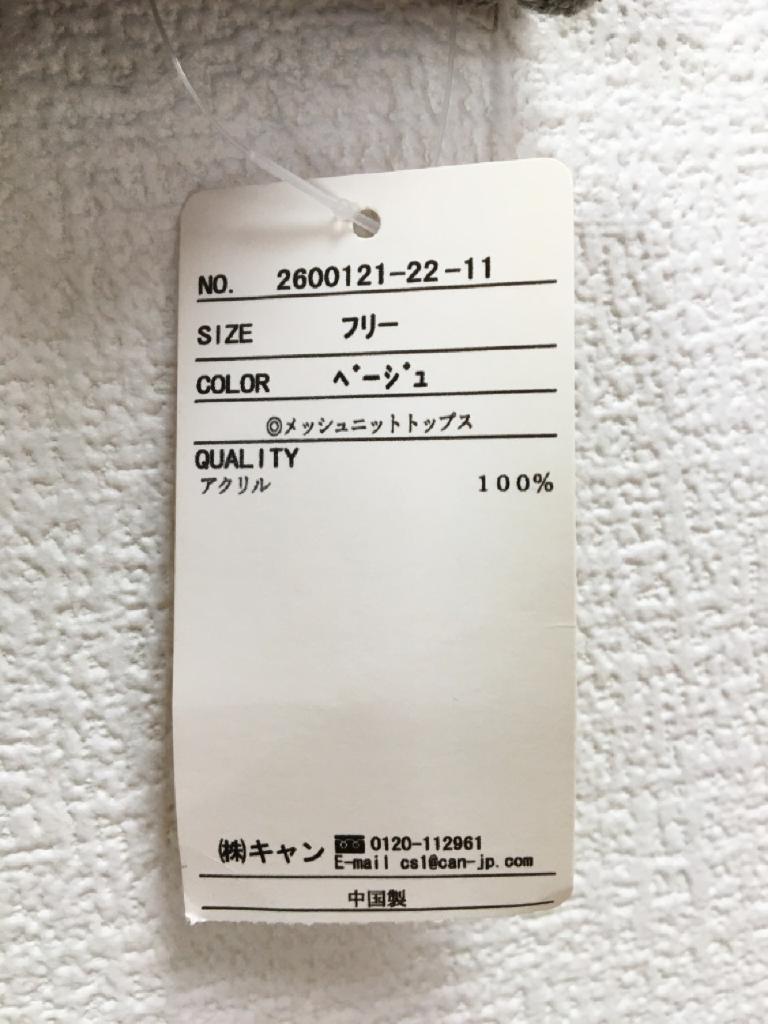 NO. 2600121-22-11
SIZE フリー
COLOR ベージュ
◎メッシュニットトップス
QUALITY
アクリル 100%
㈱キャン 0120-112961
E-mail cs1@can-jp.com
中国製